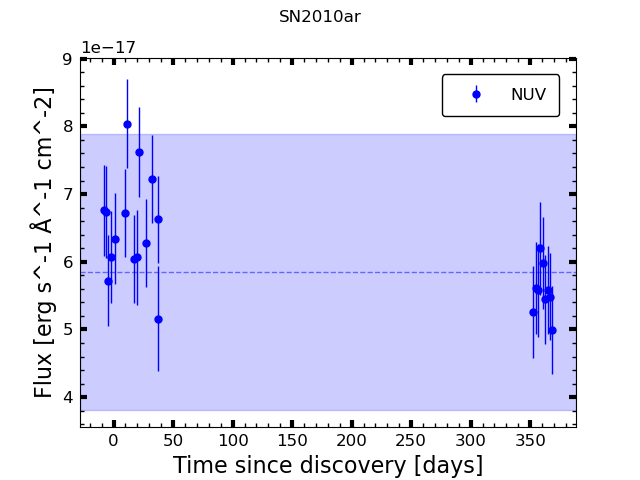 SN2010ar
1e−17
NUV
9
8
7
6
5
4
Flux [erg s^-1 Å^-1 cm^-2]
0 50 100 150 200 250 300 350
Time since discovery [days]